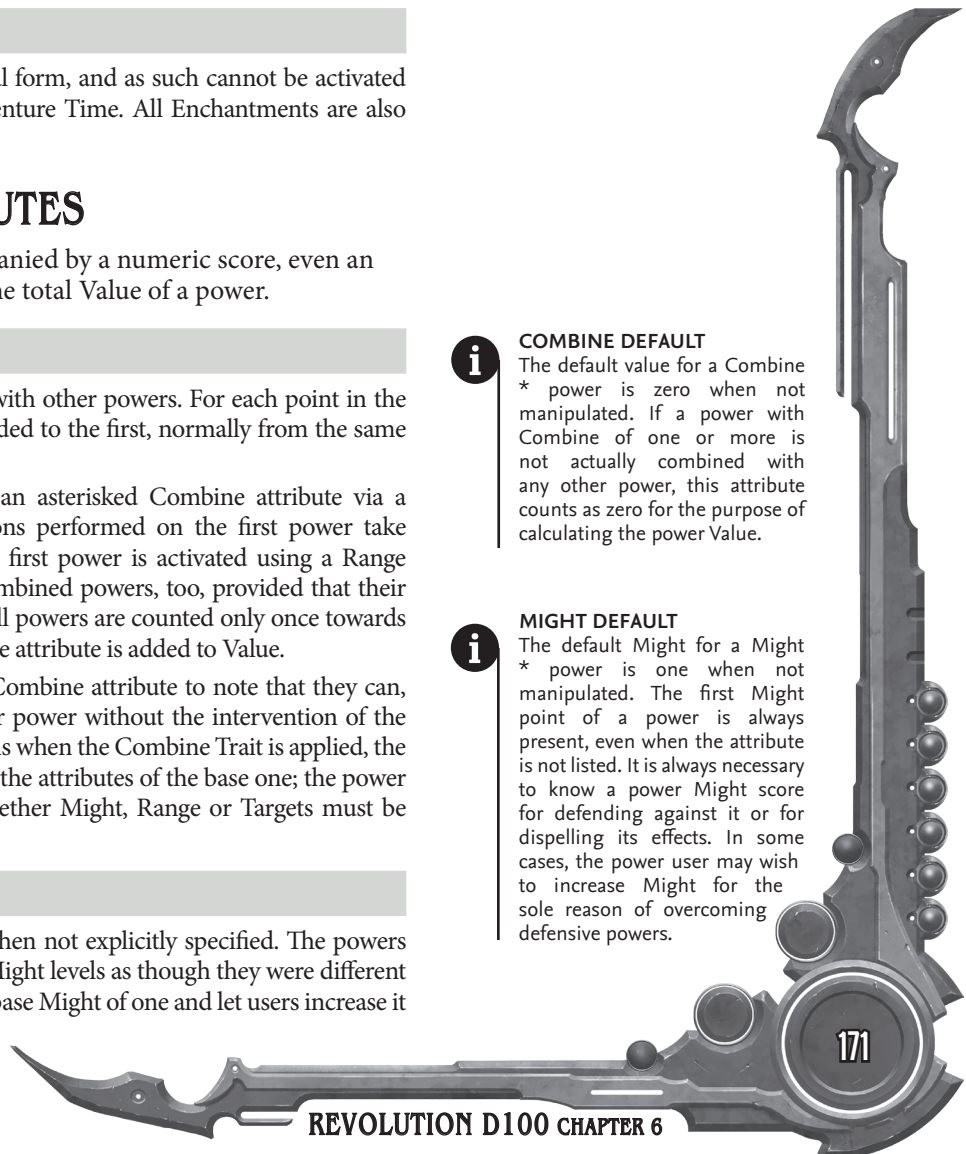 l form, and as such cannot be activated
enture Time. All Enchantments are also
UTES
anied by a numeric score, even an
e total Value of a power.
with other powers. For each point in the
ded to the first, normally from the same
an asterisked Combine attribute via a
ons performed on the first power take
first power is activated using a Range
mbined powers, too, provided that their
ll powers are counted only once towards
e attribute is added to Value.
Combine attribute to note that they can,
r power without the intervention of the
s when the Combine Trait is applied, the
the attributes of the base one; the power
ether Might, Range or Targets must be
hen not explicitly specified. The powers
Might levels as though they were different
base Might of one and let users increase it
i
COMBINE DEFAULT
The default value for a Combine
* power is zero when not
manipulated. If a power with
Combine of one or more is
not actually combined with
any other power, this attribute
counts as zero for the purpose of
calculating the power Value.
i
MIGHT DEFAULT
The default Might for a Might
* power is one when not
manipulated. The first Might
point of a power is always
present, even when the attribute
is not listed. It is always necessary
to know a power Might score
for defending against it or for
dispelling its effects. In some
cases, the power user may wish
to increase Might for the
sole reason of overcoming
defensive powers.
171
REVOLUTION D100 CHAPTER 6